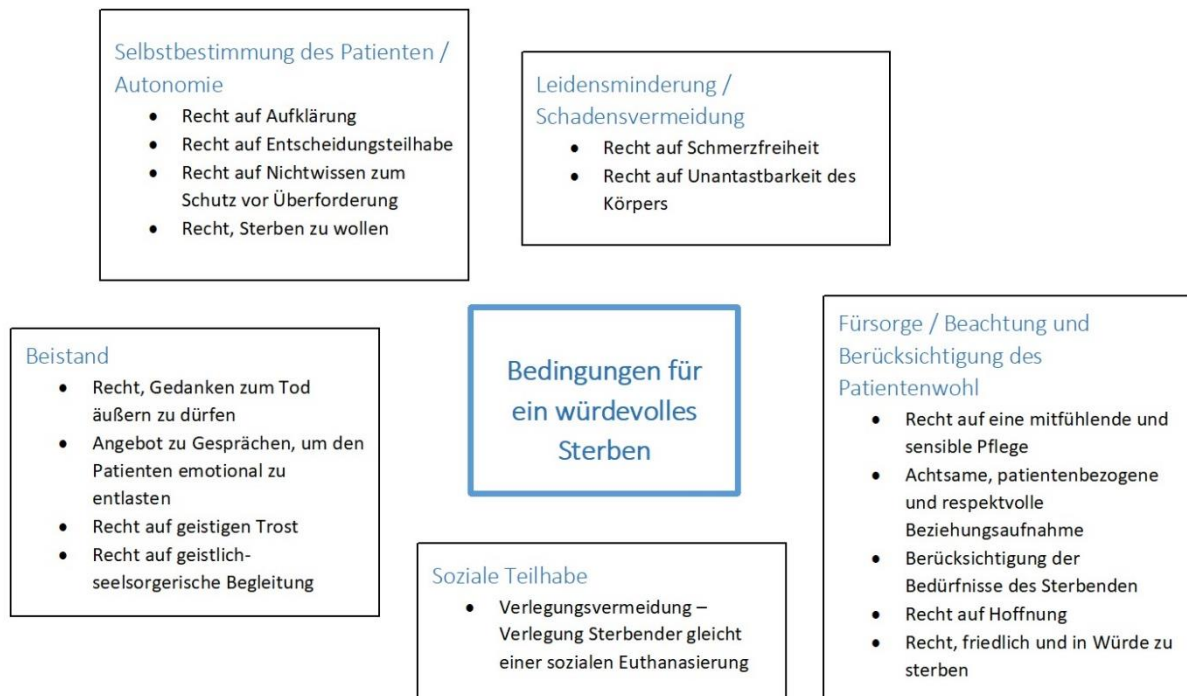 Selbstbestimmung des Patienten /
Autonomie
• Recht auf Aufklärung
• Recht auf Entscheidungsteilhabe
• Recht auf Nichtwissen zum
Schutz vor Überforderung
• Recht, Sterben zu wollen
Leidensminderung /
Schadensvermeidung
• Recht auf Schmerzfreiheit
• Recht auf Unantastbarkeit des
Körpers
Beistand
• Recht, Gedanken zum Tod
äußern zu dürfen
• Angebot zu Gesprächen, um den
Patienten emotional zu
entlasten
• Recht auf geistigen Trost
• Recht auf geistlich-
seelsorgerische Begleitung
Bedingungen für
ein würdevolles
Sterben
Fürsorge / Beachtung und
Berücksichtigung des
Patientenwohl
• Recht auf eine mitfühlende und
sensible Pflege
• Achtsame, patientenbezogene
und respektvolle
Beziehungsaufnahme
• Berücksichtigung der
Bedürfnisse des Sterbenden
• Recht auf Hoffnung
• Recht, friedlich und in Würde zu
sterben
Soziale Teilhabe
• Verlegungsvermeidung –
Verlegung Sterbender gleicht
einer sozialen Euthanasierung